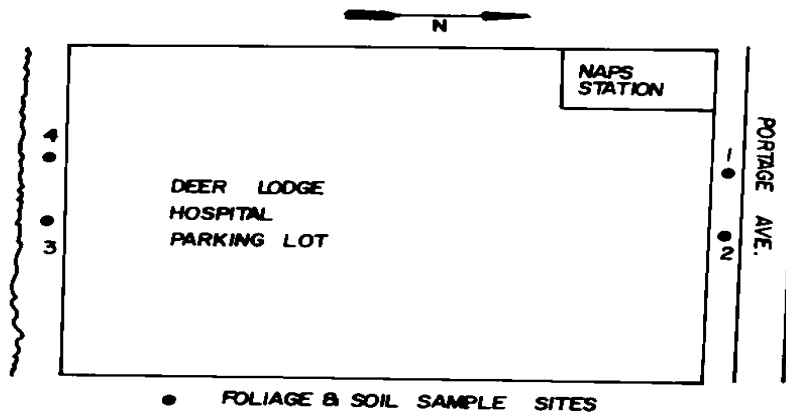 N
NAPS
STATION
PORTAGE AVE.
4
1
DEER LODGE
HOSPITAL
PARKING LOT
3
2
● FOLIAGE & SOIL SAMPLE SITES